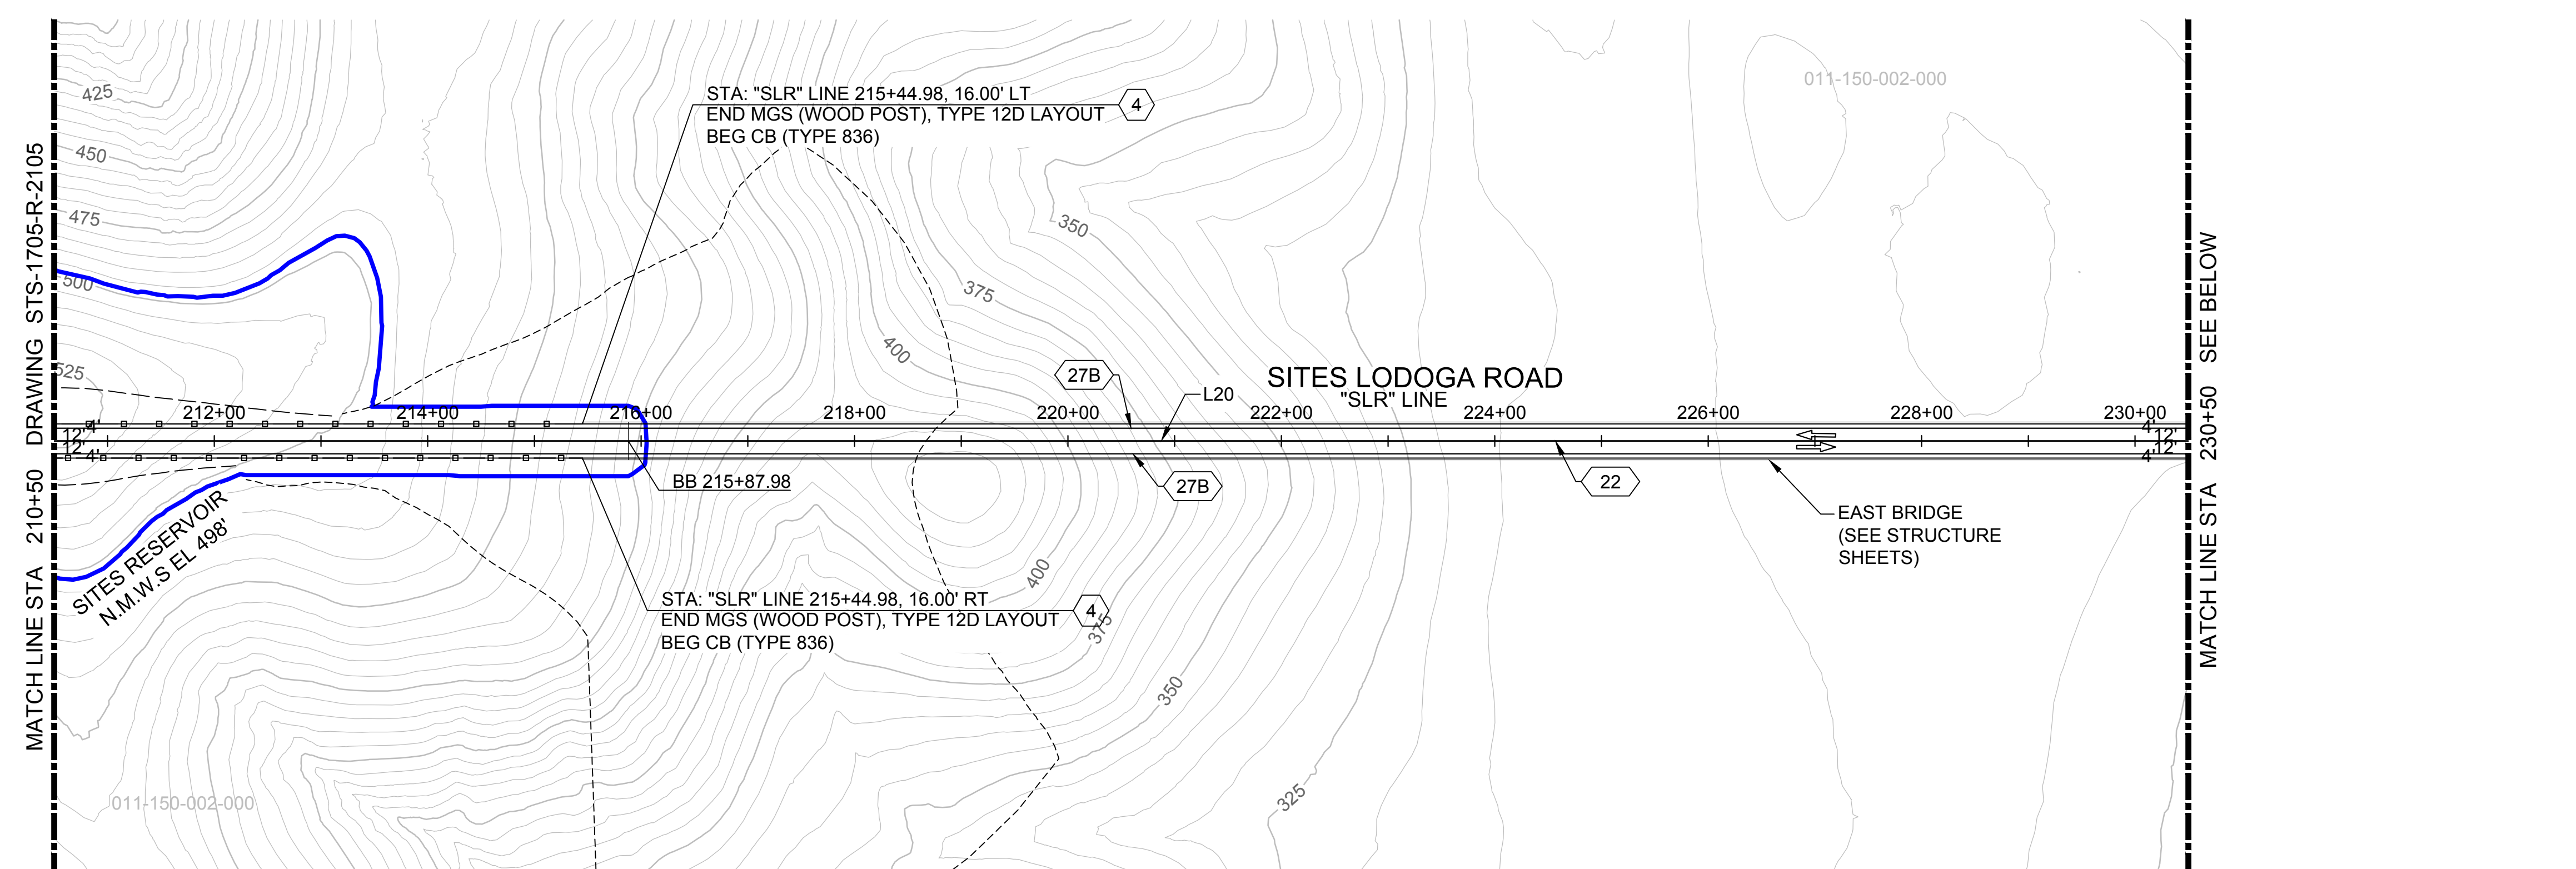 MATCH LINE STA 210+50 DRAWING STS-1705-R-2105
425
450
475
500
525
STA: "SLR" LINE 215+44.98, 16.00' LT
END MGS (WOOD POST), TYPE 12D LAYOUT
BEG CB (TYPE 836)
4
011-150-002-000
350
375
400
27B
L20
SITES LODOGA ROAD
"SLR" LINE
212+00
214+00
216+00
218+00
220+00
222+00
224+00
226+00
228+00
230+00
4'
12'
12'
4'
4'
12'
12'
4'
BB 215+87.98
27B
22
EAST BRIDGE
(SEE STRUCTURE
SHEETS)
SITES RESERVOIR
N.M.W.S EL 498'
STA: "SLR" LINE 215+44.98, 16.00' RT
END MGS (WOOD POST), TYPE 12D LAYOUT
BEG CB (TYPE 836)
4
400
375
350
325
011-150-002-000
MATCH LINE STA 230+50 SEE BELOW